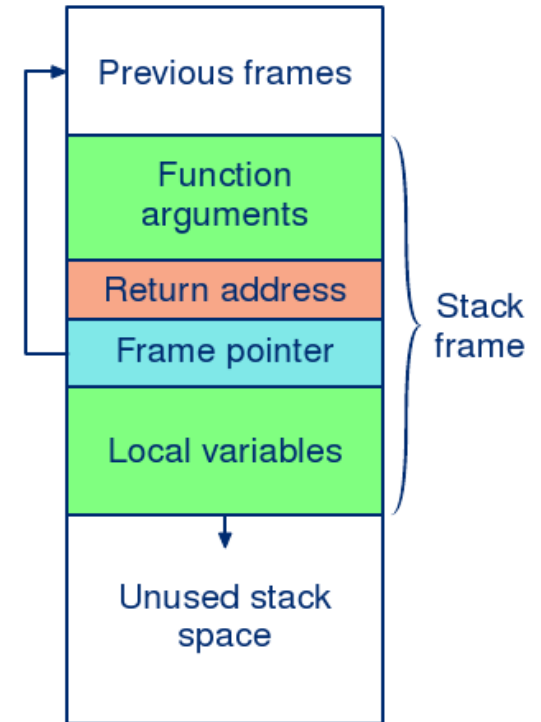 Previous frames
Function
arguments
Return address
Frame pointer
Local variables
Stack
frame
Unused stack
space